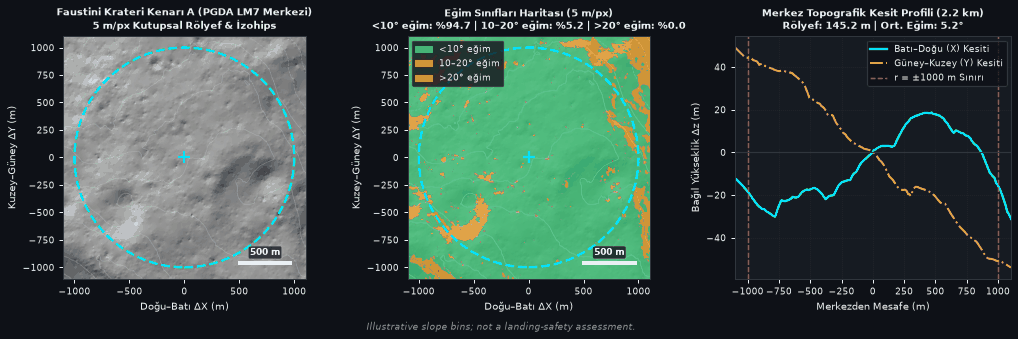 Faustini Krateri Kenarı A (PGDA LM7 Merkezi)
5 m/px Kutupsal Rölyef & İzohips
1000
750
500
250
0
−250
−500
−750
−1000
Kuzey–Güney ΔY (m)
500 m
−1000
−500
0
500
1000
Doğu–Batı ΔX (m)
Eğim Sınıfları Haritası (5 m/px)
<10° eğim: %94.7 | 10–20° eğim: %5.2 | >20° eğim: %0.0
<10° eğim
10–20° eğim
>20° eğim
1000
750
500
250
0
−250
−500
−750
−1000
Kuzey–Güney ΔY (m)
500 m
−1000
−500
0
500
1000
Doğu–Batı ΔX (m)
Merkez Topografik Kesit Profili (2.2 km)
Rölyef: 145.2 m | Ort. Eğim: 5.2°
Batı–Doğu (X) Kesiti
Güney–Kuzey (Y) Kesiti
r = ±1000 m Sınırı
40
20
0
−20
−40
Bağıl Yükseklik Δz (m)
−1000
−750
−500
−250
0
250
500
750
1000
Merkezden Mesafe (m)
Illustrative slope bins; not a landing-safety assessment.